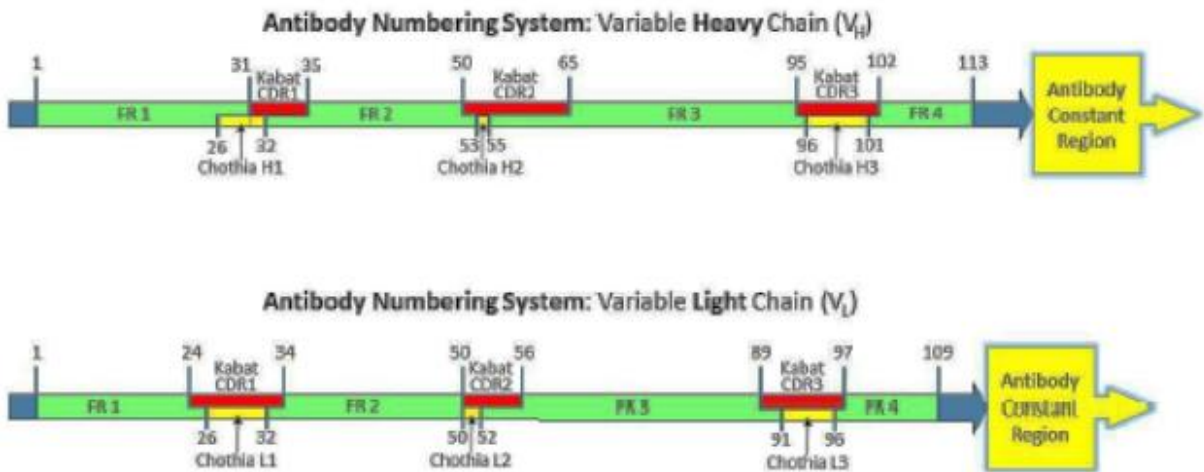 Antibody Numbering System: Variable Heavy Chain (VH)
1 31 35 50 65 95 102 113
Kabat CDR1
Kabat CDR2
Kabat CDR3
FR 1 FR 2 FR 3 FR 4
26 32 53 55 96 101
Chothia H1 Chothia H2 Chothia H3
Antibody
Constant
Region
Antibody Numbering System: Variable Light Chain (VL)
1 24 34 50 56 89 97 109
Kabat CDR1
Kabat CDR2
Kabat CDR3
FR 1 FR 2 FR 3 FR 4
26 32 50 52 91 96
Chothia L1 Chothia L2 Chothia L3
Antibody
Constant
Region